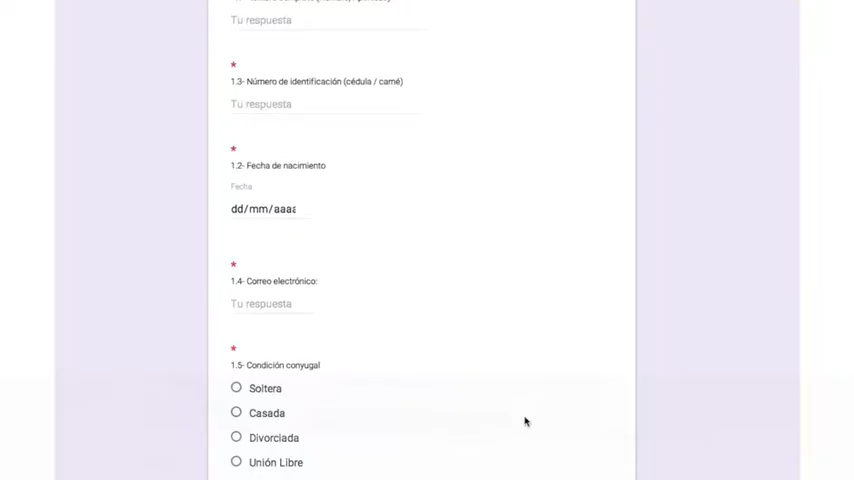 Tu respuesta
*
1.3- Número de identificación (cédula / carné)
Tu respuesta
*
1.2- Fecha de nacimiento
Fecha
dd/mm/aaaa
*
1.4- Correo electrónico:
Tu respuesta
*
1.5- Condición conyugal
Soltera
Casada
Divorciada
Unión Libre